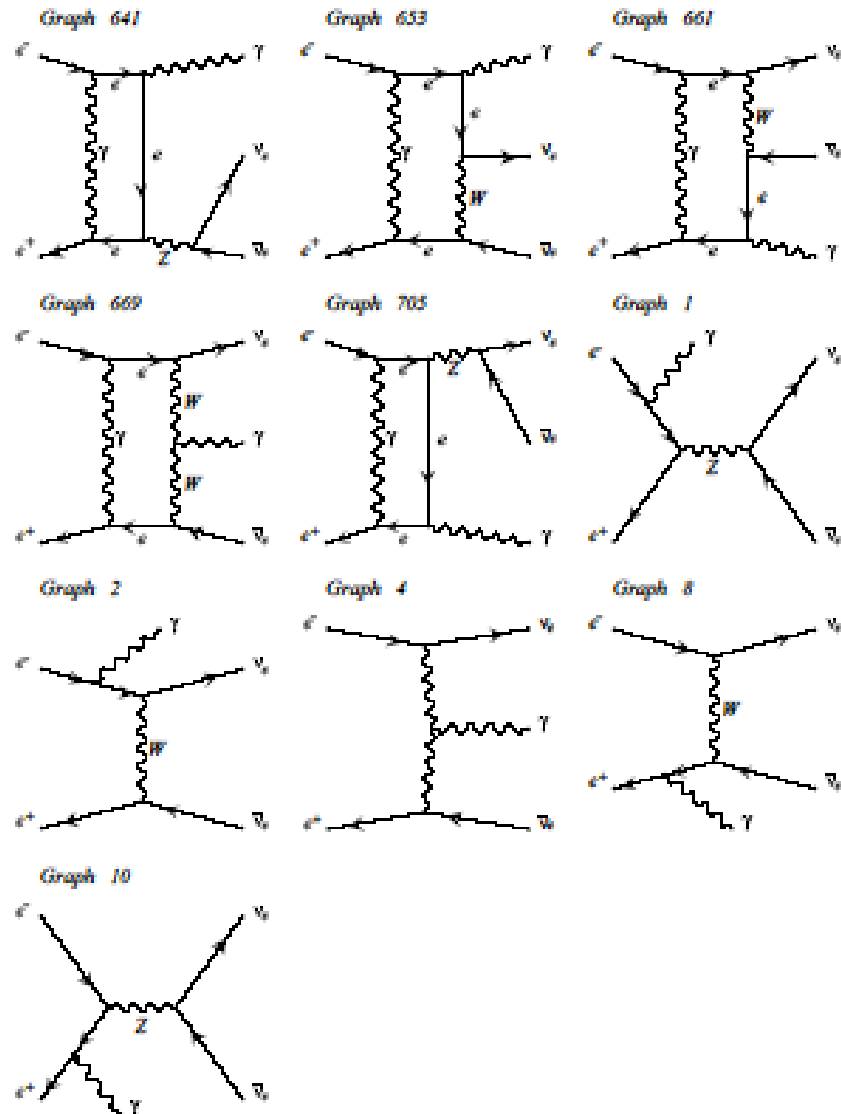 Graph 641
Graph 653
Graph 661
e⁻ e γ
e⁻ e γ
e⁻ e νₑ
γ e νₑ
γ e νₑ
γ W ν̄ₑ
W
e
e⁺ e Z ν̄ₑ
e⁺ e ν̄ₑ
e⁺ e γ
Graph 669
Graph 705
Graph 1
e⁻ e νₑ
e⁻ e Z νₑ
e⁻ γ νₑ
γ W γ
W
γ e ν̄ₑ
Z
e⁺ e ν̄ₑ
e⁺ e γ
e⁺ ν̄ₑ
Graph 2
Graph 4
Graph 8
γ
e⁻ νₑ
e⁻ νₑ
e⁻ νₑ
W
γ
W
e⁺ ν̄ₑ
e⁺ ν̄ₑ
e⁺ ν̄ₑ
γ
Graph 10
e⁻ νₑ
Z
e⁺ ν̄ₑ
γ